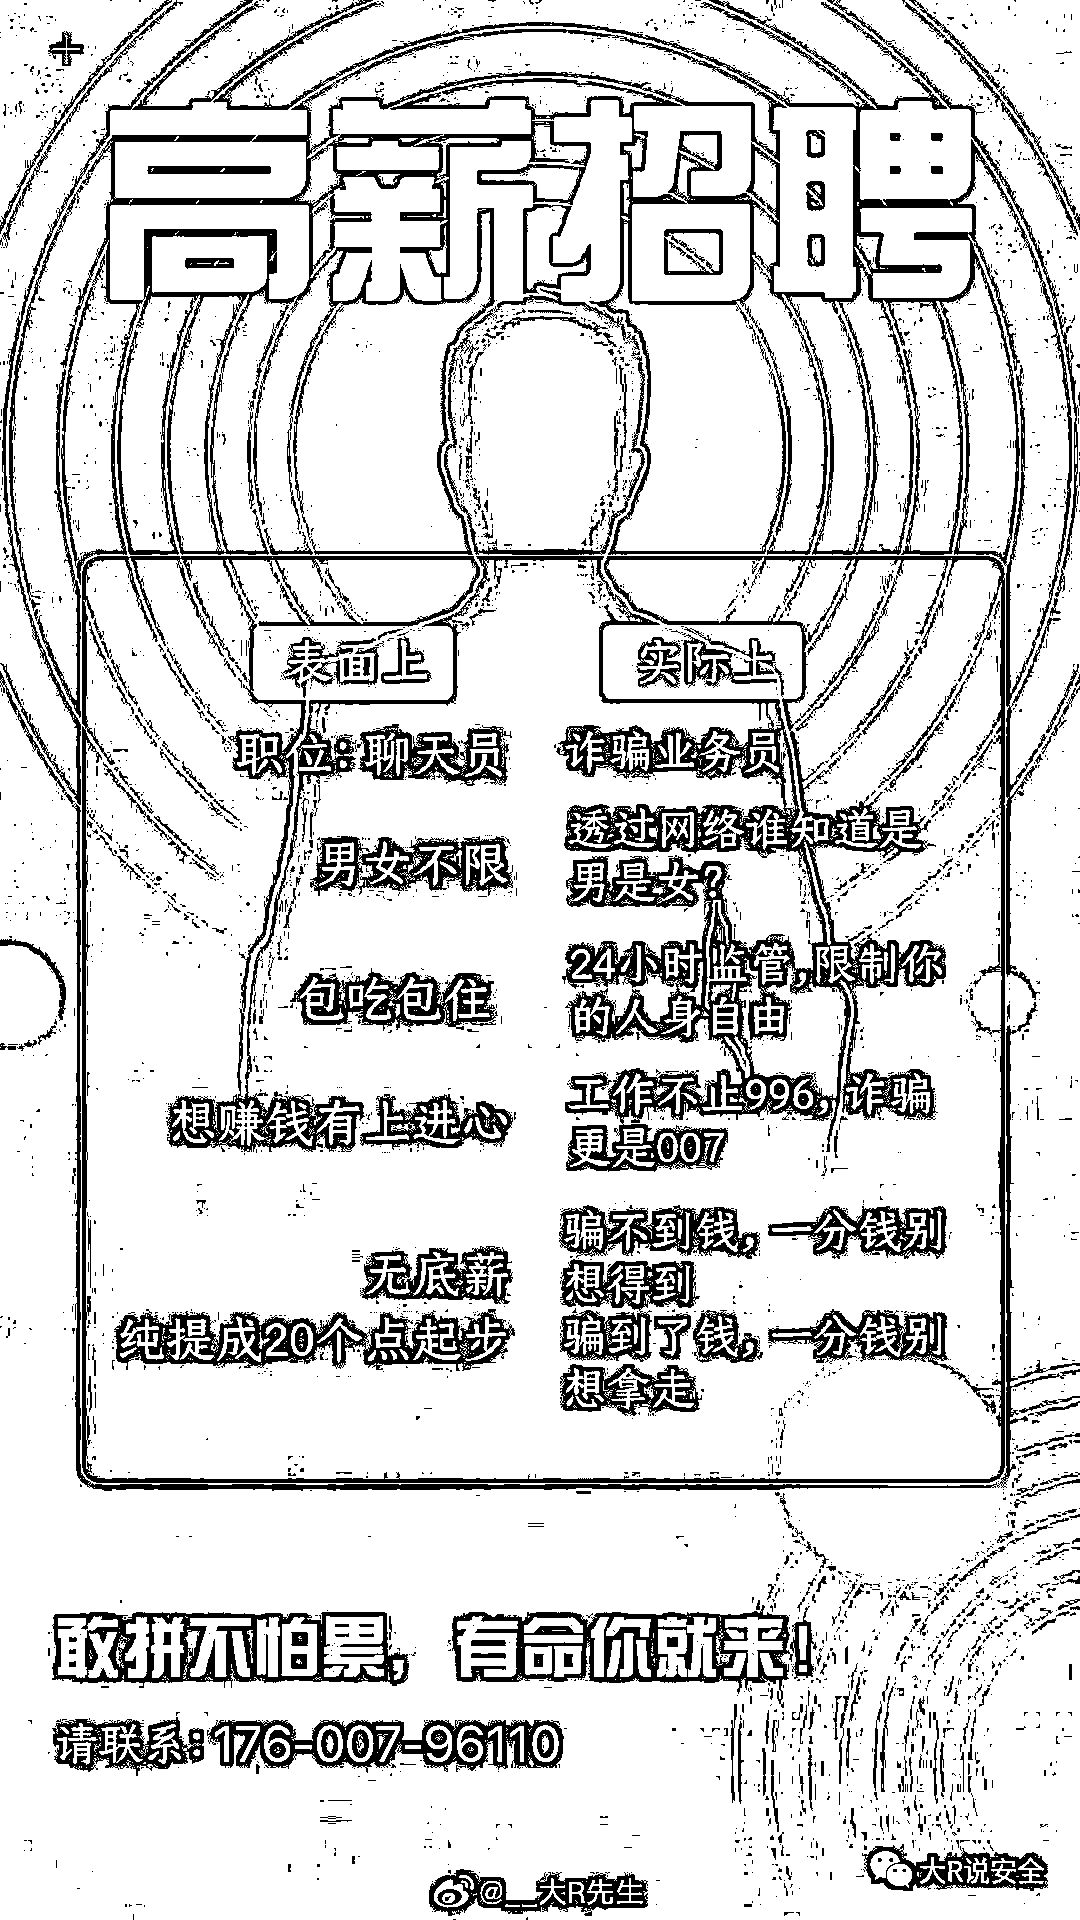 高薪招聘
表面上
实际上
职位：聊天员
诈骗业务员
男女不限
透过网络谁知道是
男是女？
包吃包住
24小时监管,限制你
的人身自由
想赚钱有上进心
工作不止996，诈骗
更是007
无底薪
纯提成20个点起步
骗不到钱，一分钱别
想得到
骗到了钱，一分钱别
想拿走
敢拼不怕累，有命你就来！
请联系：176-007-96110
大R说安全
@__大R先生